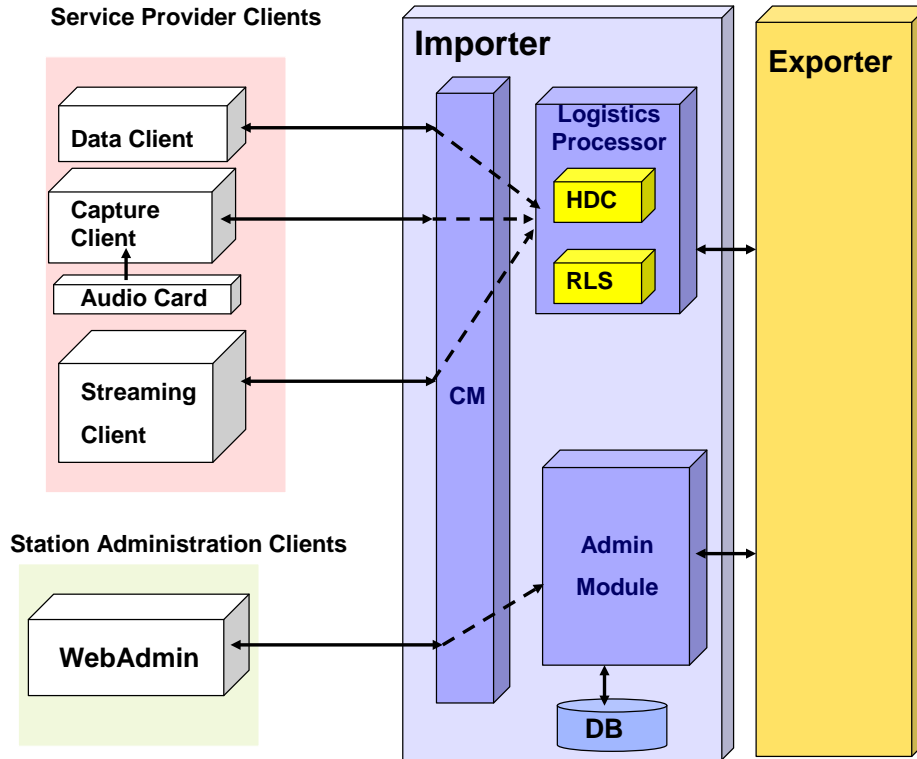 Service Provider Clients
Data Client
Capture
Client
Audio Card
Streaming
Client
Station Administration Clients
WebAdmin
Importer
CM
Logistics
Processor
HDC
RLS
Admin
Module
DB
Exporter